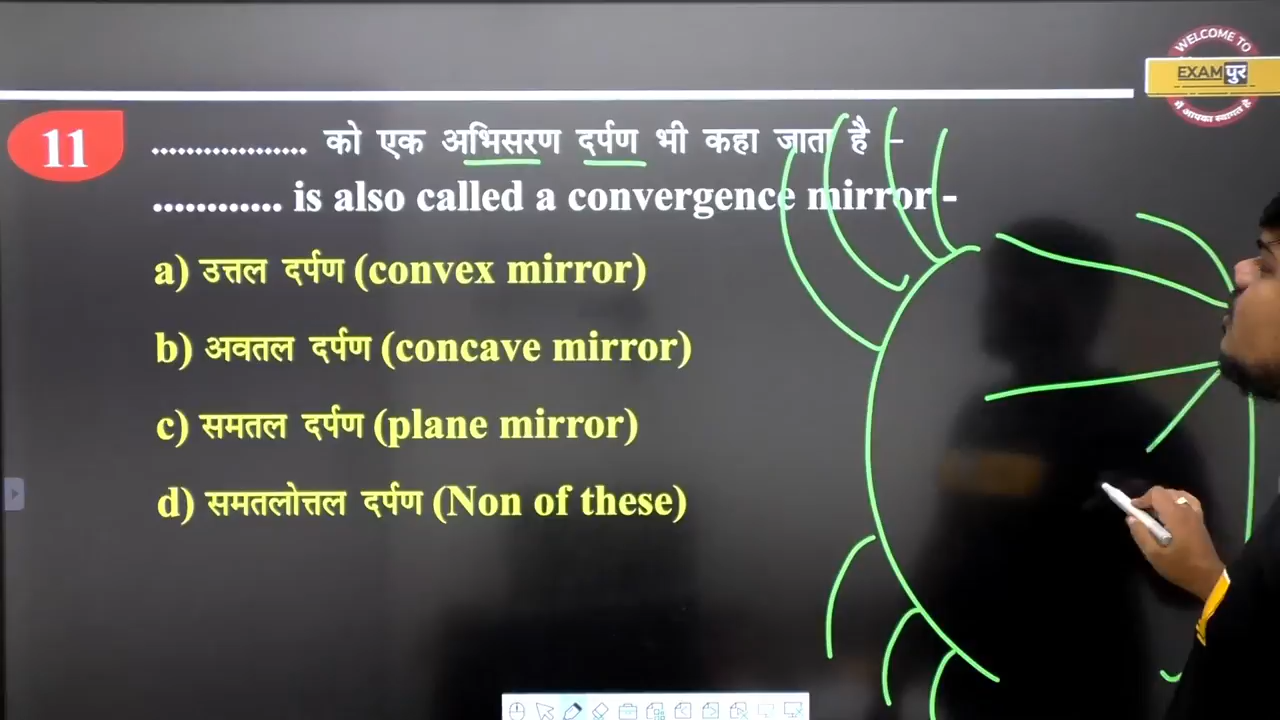 WELCOME TO
EXAMपुर
में आपका स्वागत है
11
................... को एक अभिसरण दर्पण भी कहा जाता है –
............ is also called a convergence mirror -
a) उत्तल दर्पण (convex mirror)
b) अवतल दर्पण (concave mirror)
c) समतल दर्पण (plane mirror)
d) समतलोत्तल दर्पण (Non of these)